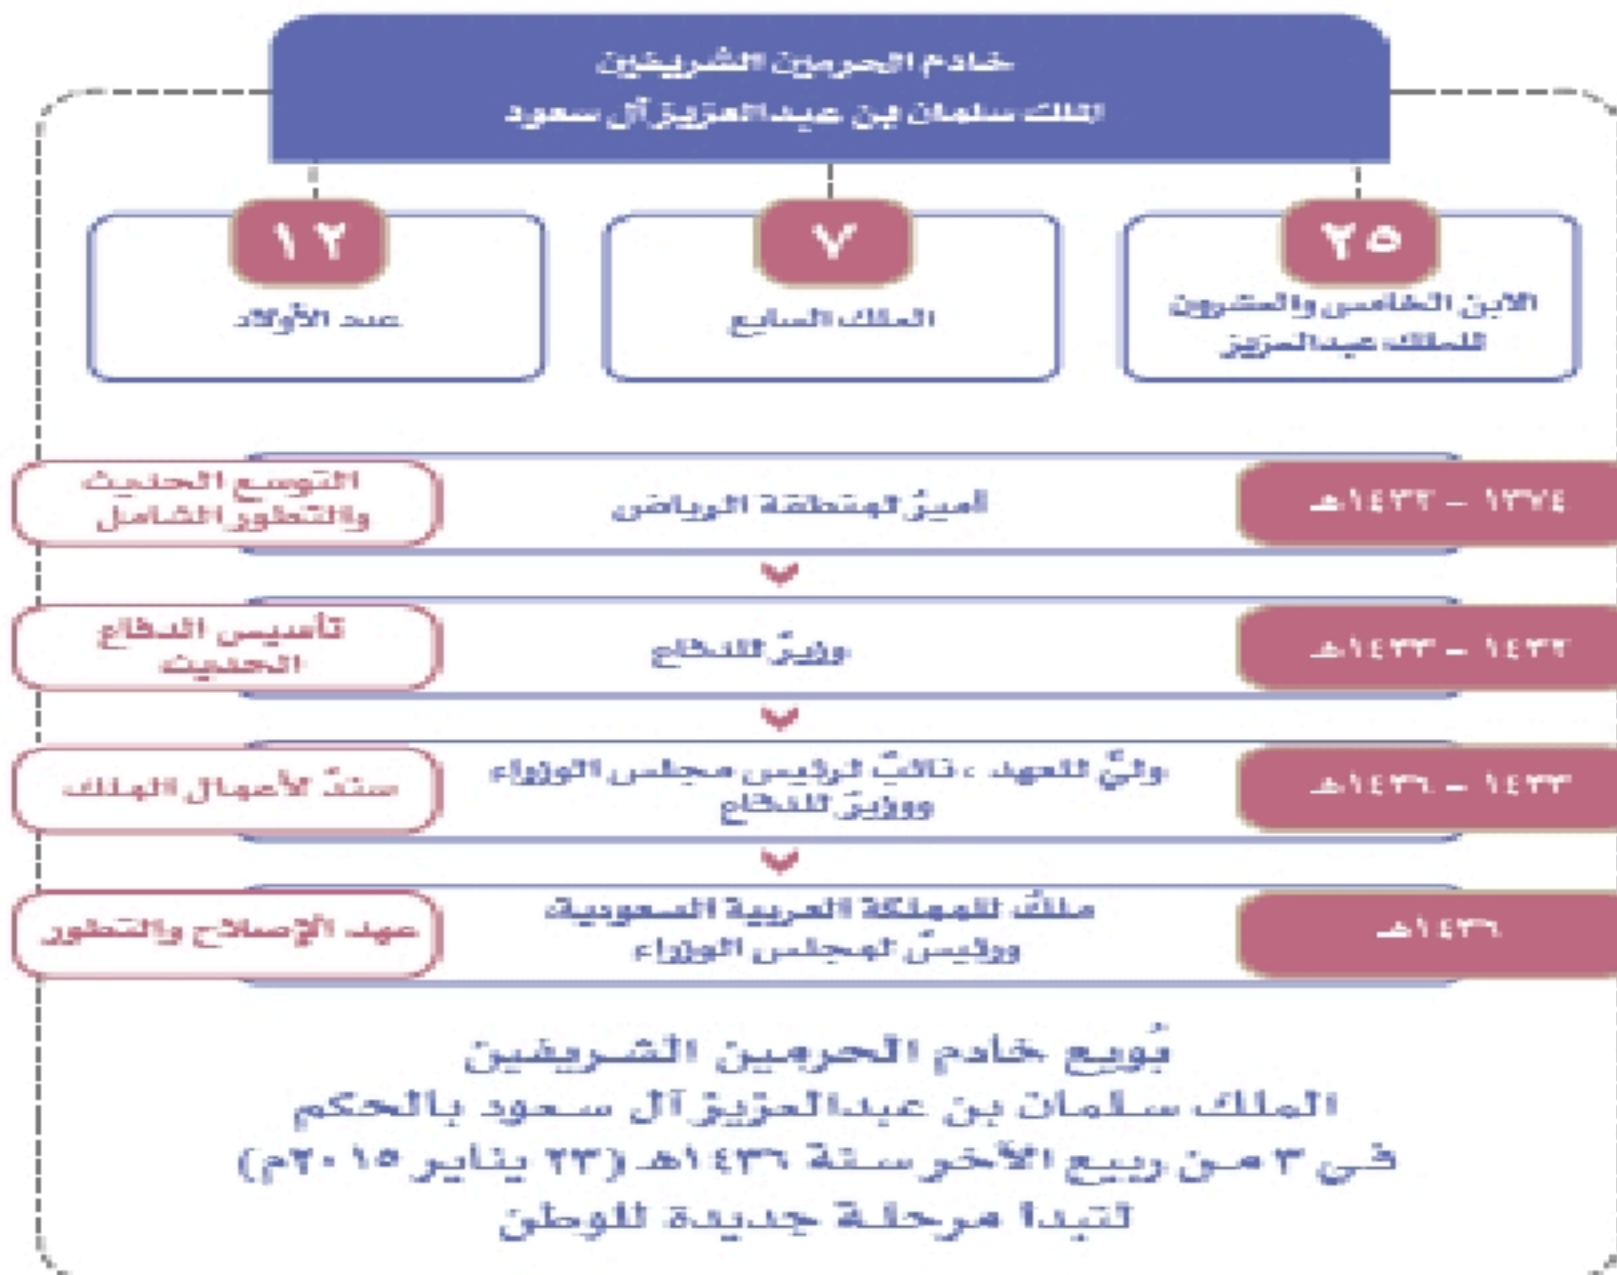 خادم الحرمين الشريفين
الملك سلمان بن عبدالعزيز آل سعود
٢٥
الابن الخامس والعشرون
للملك عبدالعزيز
٧
الملك السابع
١٢
عدد الأولاد
١٣٧٤ – ١٤٣٢هـ
أميرٌ لمنطقة الرياض
التوسع الحديث
والتطور الشامل
١٤٣٢ – ١٤٣٣هـ
وزيرٌ للدفاع
تأسيس الدفاع
الحديث
١٤٣٣ – ١٤٣٦هـ
وليٌّ للعهد ، نائبٌ لرئيس مجلس الوزراء
ووزيرٌ للدفاع
سندٌ لأعمال الملك
١٤٣٦هـ
ملكٌ للمملكة العربية السعودية
ورئيسٌ لمجلس الوزراء
عهد الإصلاح والتطور
بُويع خادم الحرمين الشريفين
الملك سلمان بن عبدالعزيز آل سعود بالحكم
في ٣ من ربيع الآخر سنة ١٤٣٦هـ (٢٣ يناير ٢٠١٥م)
لتبدأ مرحلة جديدة للوطن